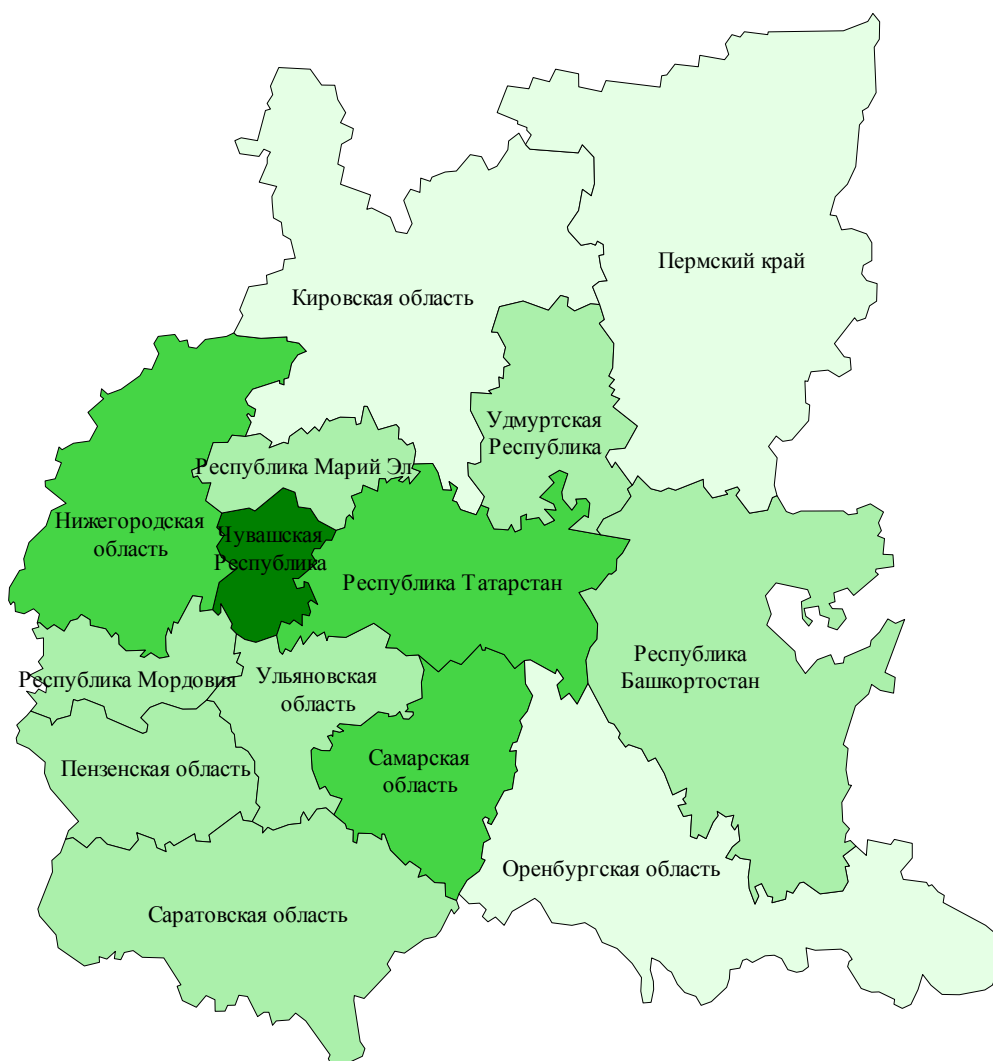 Пермский край
Кировская область
Удмуртская
Республика
Республика Марий Эл
Нижегородская
область
Чувашская
Республика
Республика Татарстан
Республика
Башкортостан
Республика Мордовия
Ульяновская
область
Пензенская область
Самарская
область
Оренбургская область
Саратовская область